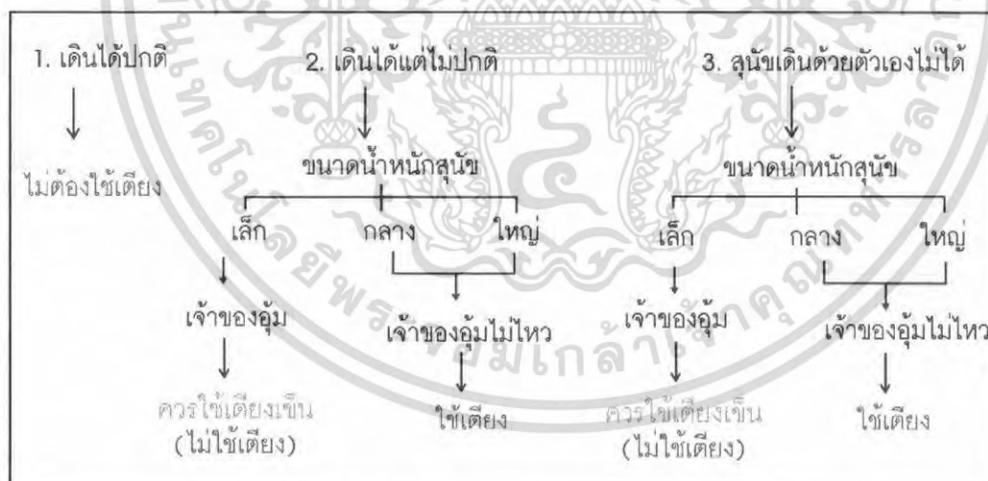 1. เดินได้ปกติ
2. เดินได้แต่ไม่ปกติ
3. สุนัขเดินด้วยตัวเองไม่ได้
ไม่ต้องใช้เตียง
ขนาดน้ำหนักสุนัข
ขนาดน้ำหนักสุนัข
เล็ก กลาง ใหญ่
เล็ก กลาง ใหญ่
เจ้าของอุ้ม
เจ้าของอุ้มไม่ไหว
เจ้าของอุ้ม
เจ้าของอุ้มไม่ไหว
ควรใช้เตียงเข็น
(ไม่ใช้เตียง)
ใช้เตียง
ควรใช้เตียงเข็น
(ไม่ใช้เตียง)
ใช้เตียง